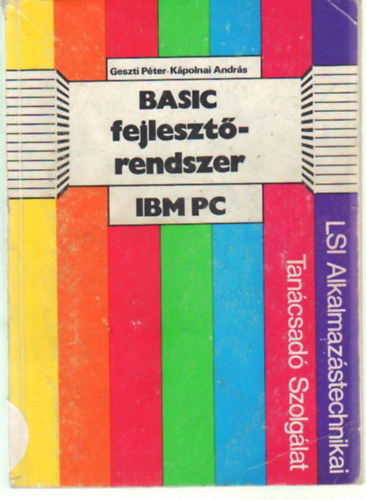 Geszti Péter-Kápolnai András
BASIC
fejlesztő-
rendszer
IBM PC
LSI Alkalmazástechnikai
Tanácsadó Szolgálat